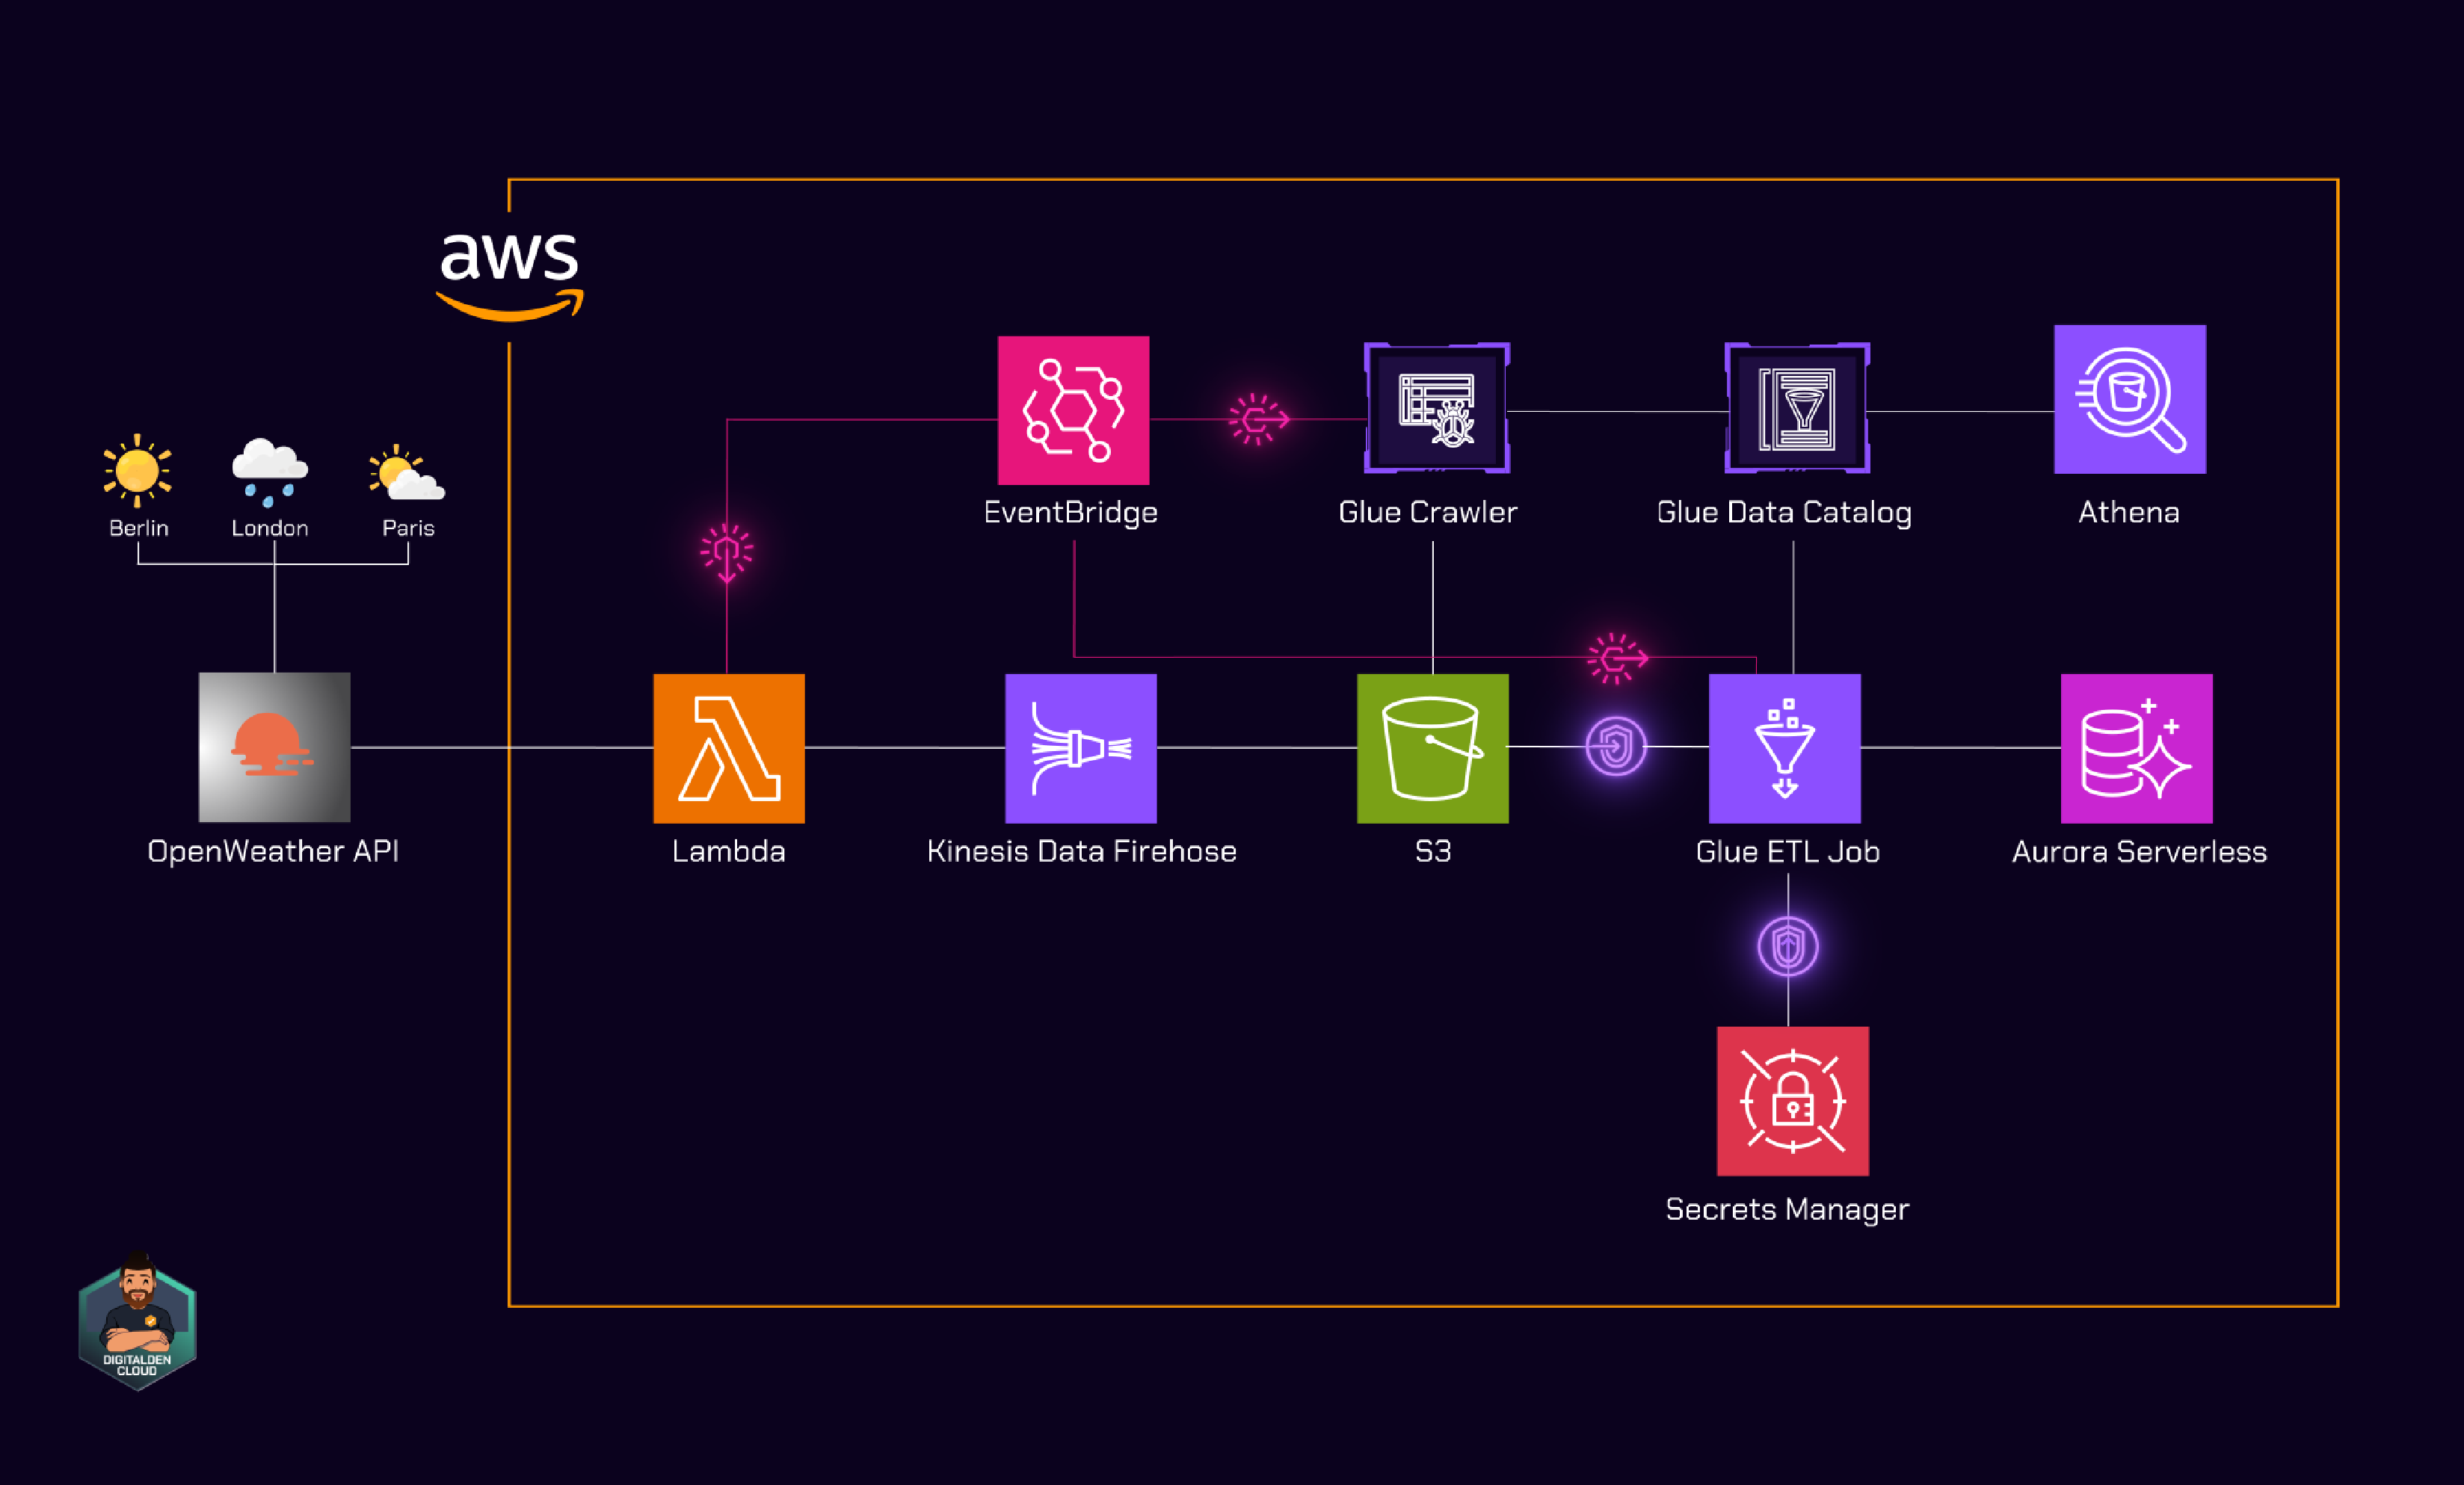 aws
Berlin
London
Paris
EventBridge
Glue Crawler
Glue Data Catalog
Athena
OpenWeather API
Lambda
Kinesis Data Firehose
S3
Glue ETL Job
Aurora Serverless
Secrets Manager
DIGITALDEN
CLOUD